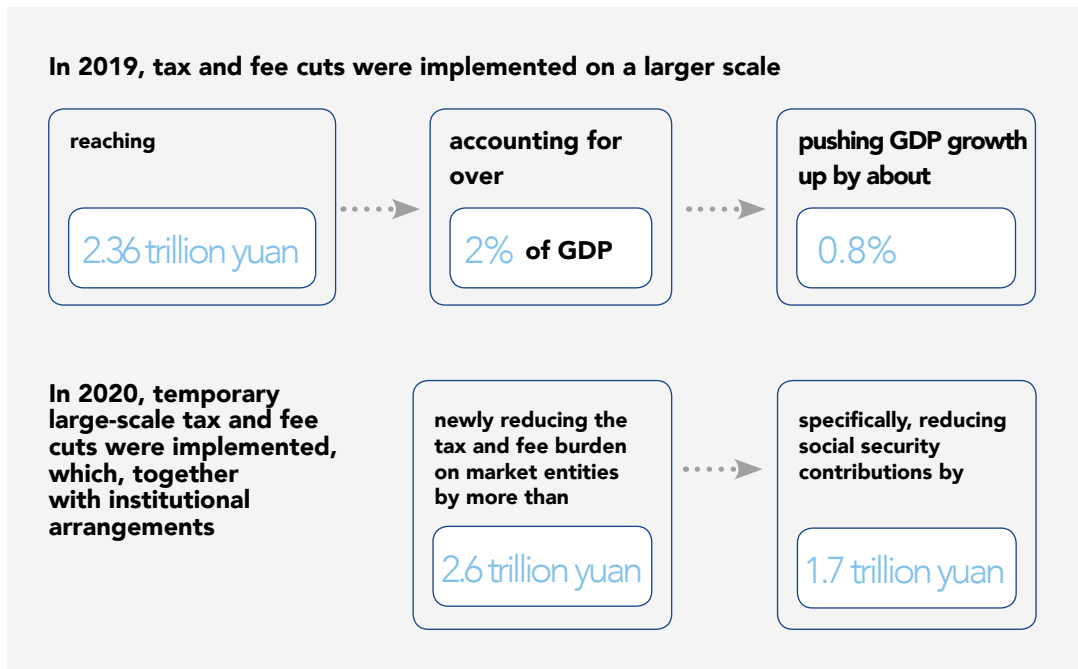 In 2019, tax and fee cuts were implemented on a larger scale
reaching
2.36 trillion yuan
accounting for
over
2% of GDP
pushing GDP growth
up by about
0.8%
In 2020, temporary
large-scale tax and fee
cuts were implemented,
which, together
with institutional
arrangements
newly reducing the
tax and fee burden
on market entities
by more than
2.6 trillion yuan
specifically, reducing
social security
contributions by
1.7 trillion yuan